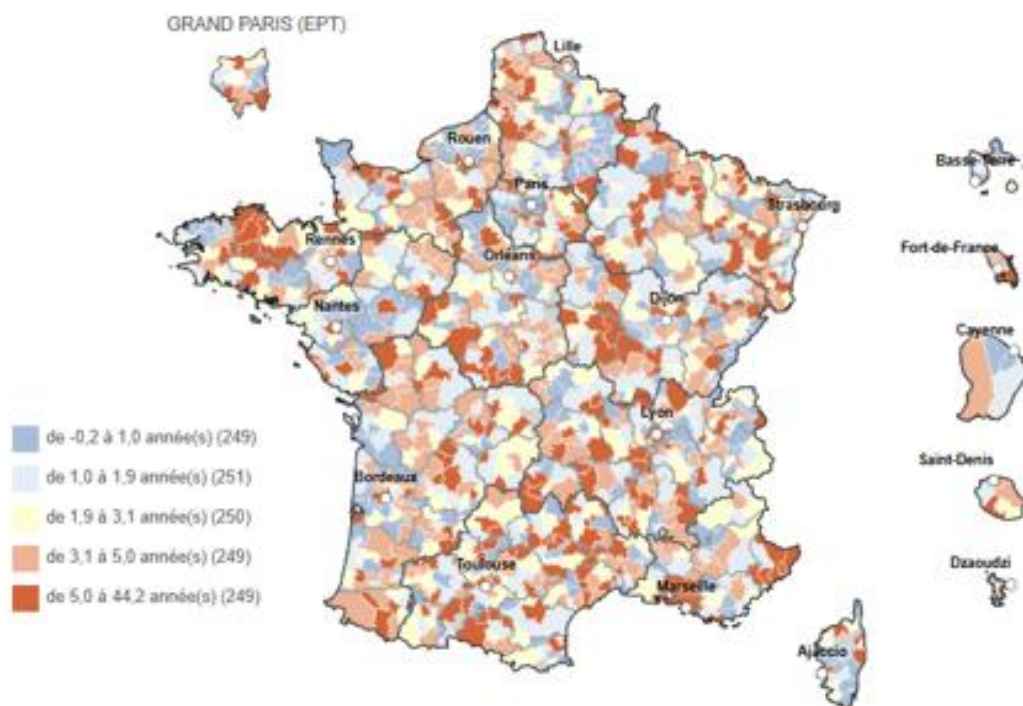 GRAND PARIS (EPT)
Lille
Rouen
Paris
Basse-Terre
Strasbourg
Rennes
Orléans
Fort-de-France
Nantes
Dijon
Cayenne
Lyon
de -0,2 à 1,0 année(s) (249)
Saint-Denis
de 1,0 à 1,9 année(s) (251)
Bordeaux
de 1,9 à 3,1 année(s) (250)
de 3,1 à 5,0 année(s) (249)
Dzaoudzi
Toulouse
Marseille
de 5,0 à 44,2 année(s) (249)
Ajaccio